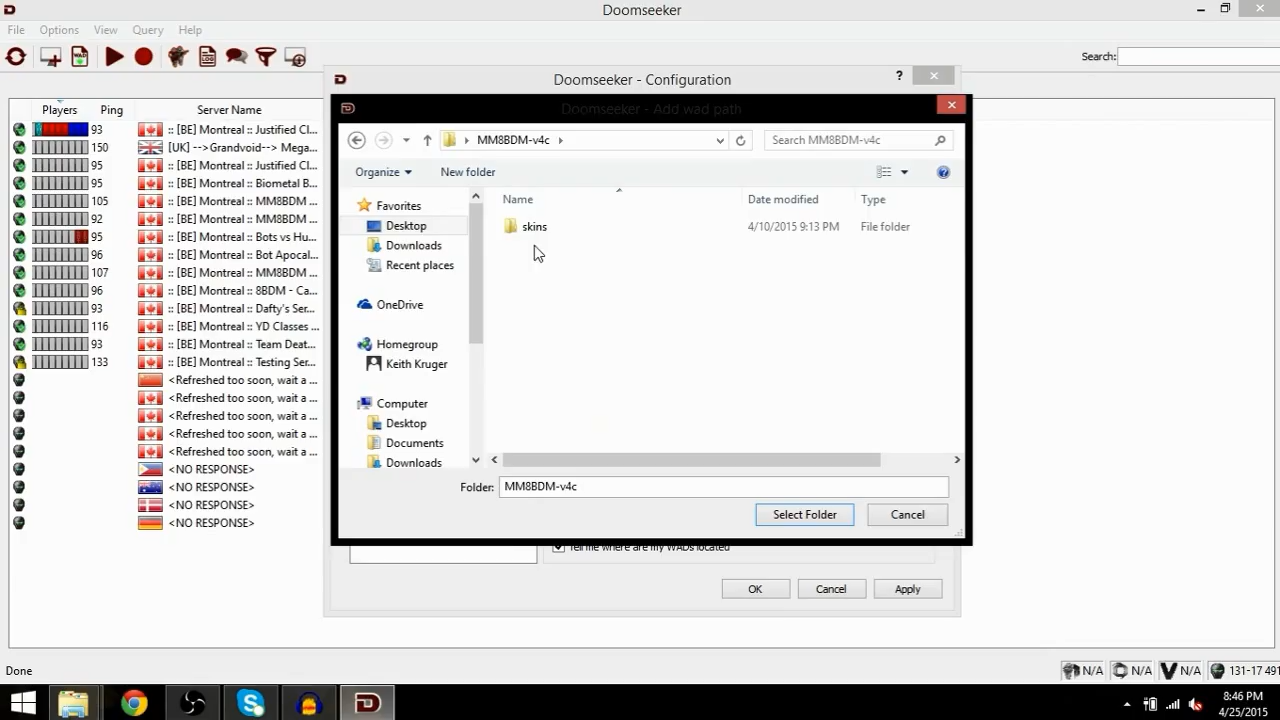 Doomseeker
File Options View Query Help
Search:
Doomseeker - Configuration
?
Doomseeker - Add wad path
MM8BDM-v4c
Search MM8BDM-v4c
Organize New folder
Players Ping Server Name
Name Date modified Type
Favorites
Desktop
Downloads
Recent places
OneDrive
Homegroup
Keith Kruger
Computer
Desktop
Documents
Downloads
skins 4/10/2015 9:13 PM File folder
93 :: [BE] Montreal :: Justified Cl...
150 [UK] -->Grandvoid--> Mega...
95 :: [BE] Montreal :: Justified Cl...
95 :: [BE] Montreal :: Biometal B...
105 :: [BE] Montreal :: MM8BDM ...
92 :: [BE] Montreal :: MM8BDM ...
95 :: [BE] Montreal :: Bots vs Hu...
96 :: [BE] Montreal :: Bot Apocal...
107 :: [BE] Montreal :: MM8BDM ...
96 :: [BE] Montreal :: 8BDM - Ca...
93 :: [BE] Montreal :: Dafty's Ser...
116 :: [BE] Montreal :: YD Classes ...
93 :: [BE] Montreal :: Team Deat...
133 :: [BE] Montreal :: Testing Ser...
<Refreshed too soon, wait a ...
<Refreshed too soon, wait a ...
<Refreshed too soon, wait a ...
<Refreshed too soon, wait a ...
<Refreshed too soon, wait a ...
<NO RESPONSE>
<NO RESPONSE>
<NO RESPONSE>
<NO RESPONSE>
Folder: MM8BDM-v4c
Select Folder Cancel
Tell me where are my WADs located
OK Cancel Apply
Done
N/A N/A N/A 131-17 491
8:46 PM
4/25/2015